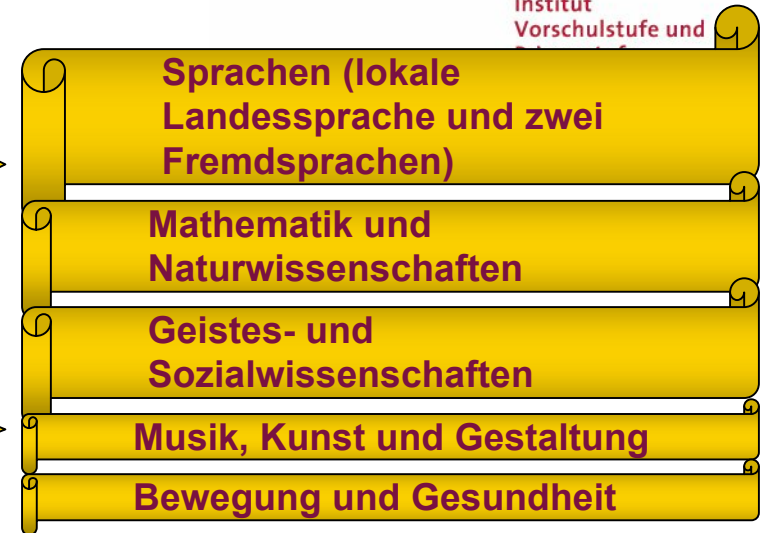 Institut
Vorschulstufe und
Sprachen (lokale
Landessprache und zwei
Fremdsprachen)
Mathematik und
Naturwissenschaften
Geistes- und
Sozialwissenschaften
Musik, Kunst und Gestaltung
Bewegung und Gesundheit